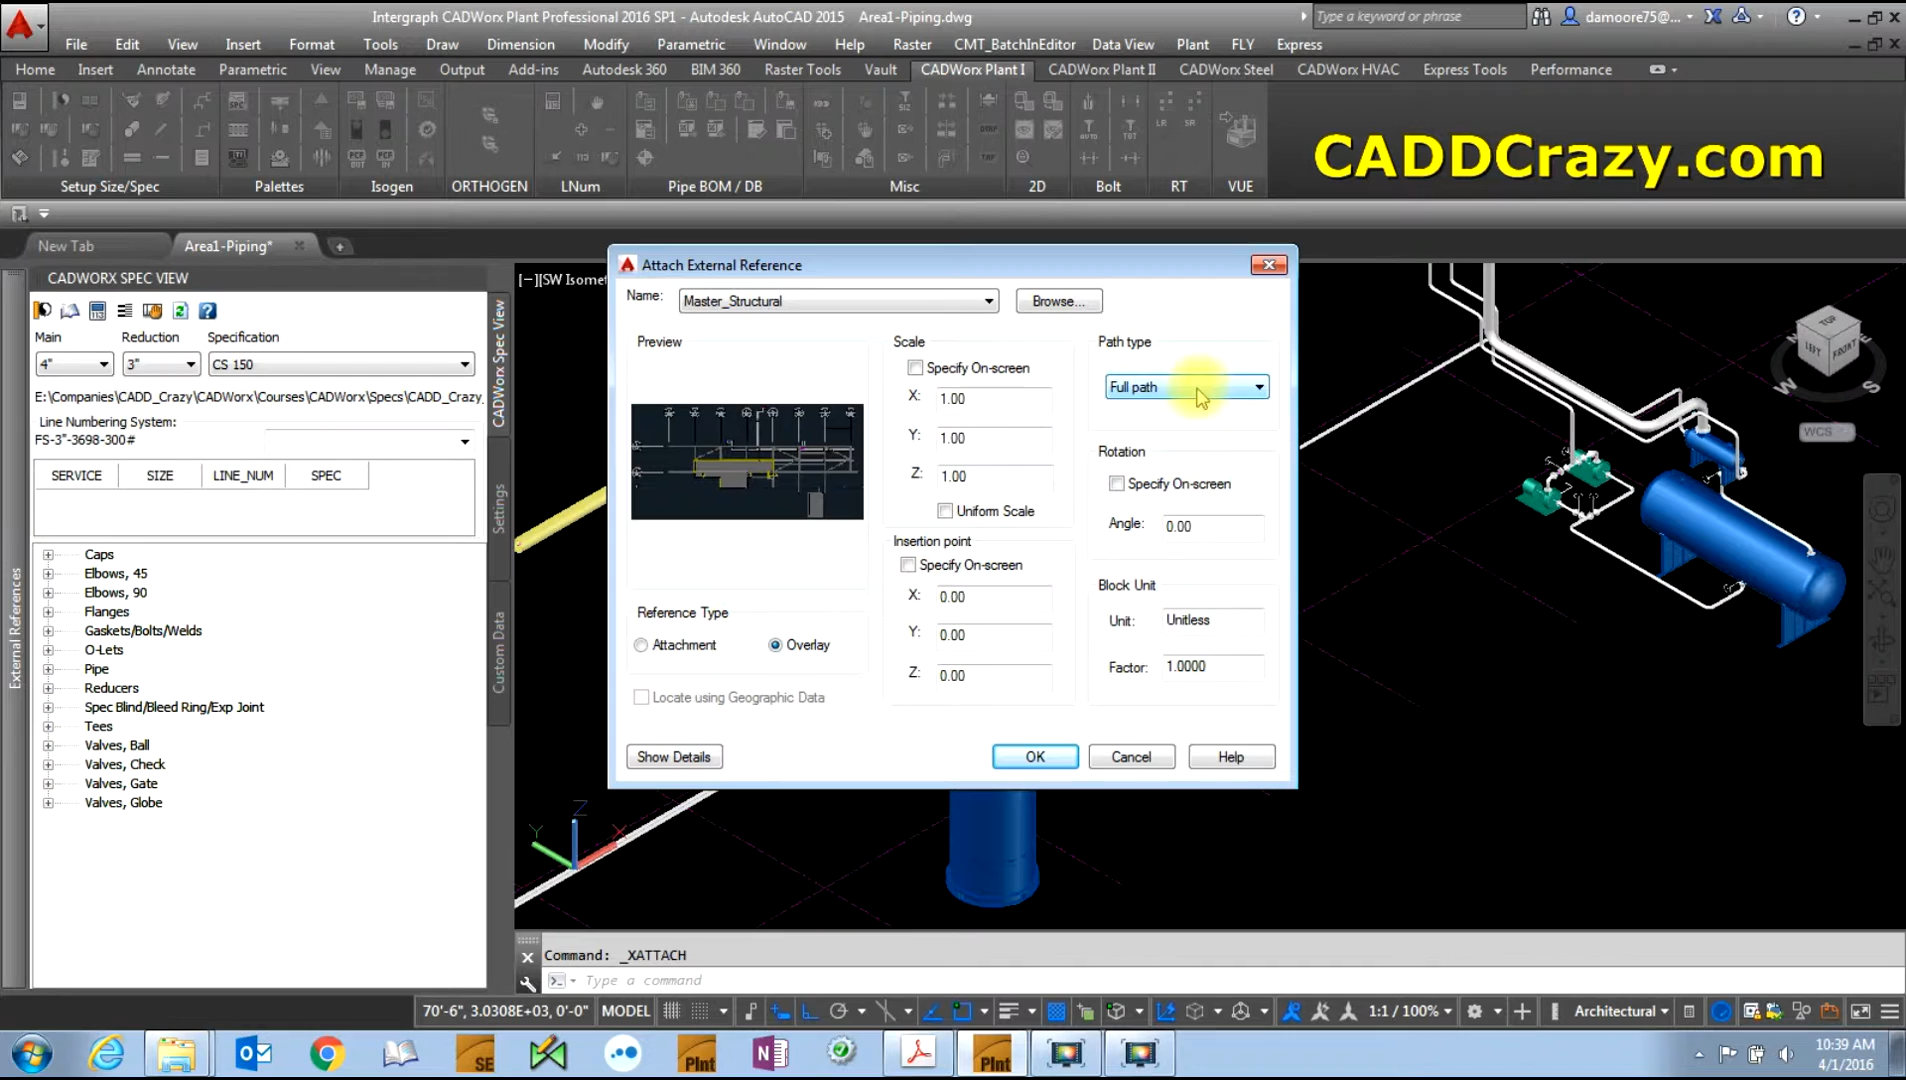 Intergraph CADWorx Plant Professional 2016 SP1 - Autodesk AutoCAD 2015 Area1-Piping.dwg
Type a keyword or phrase
damoore75@...
File Edit View Insert Format Tools Draw Dimension Modify Parametric Window Help Raster CMT_BatchInEditor Data View Plant FLY Express
Home Insert Annotate Parametric View Manage Output Add-ins Autodesk 360 BIM 360 Raster Tools Vault CADWorx Plant I CADWorx Plant II CADWorx Steel CADWorx HVAC Express Tools Performance
CADDCrazy.com
Setup Size/Spec Palettes Isogen ORTHOGEN LNum Pipe BOM / DB Misc 2D Bolt RT VUE
New Tab Area1-Piping*
CADWORX SPEC VIEW
Main Reduction Specification
4" 3" CS 150
E:\Companies\CADD_Crazy\CADWorx\Courses\CADWorx\Specs\CADD_Crazy_
Line Numbering System:
FS-3"-3698-300#
SERVICE SIZE LINE_NUM SPEC
Caps
Elbows, 45
Elbows, 90
Flanges
Gaskets/Bolts/Welds
O-Lets
Pipe
Reducers
Spec Blind/Bleed Ring/Exp Joint
Tees
Valves, Ball
Valves, Check
Valves, Gate
Valves, Globe
External References
CADWorx Spec View
Settings
Custom Data
[−][SW Isome
Attach External Reference
Name: Master_Structural Browse...
Preview
Scale
Specify On-screen
X: 1.00
Y: 1.00
Z: 1.00
Uniform Scale
Path type
Full path
Rotation
Specify On-screen
Angle: 0.00
Insertion point
Specify On-screen
X: 0.00
Y: 0.00
Z: 0.00
Block Unit
Unit: Unitless
Factor: 1.0000
Reference Type
Attachment Overlay
Locate using Geographic Data
Show Details OK Cancel Help
TOP
LEFT FRONT
W S
WCS
Z
Y X
Command: _XATTACH
Type a command
70'-6", 3.0308E+03, 0'-0" MODEL 1:1 / 100% Architectural
SE PInt PInt
10:39 AM
4/1/2016